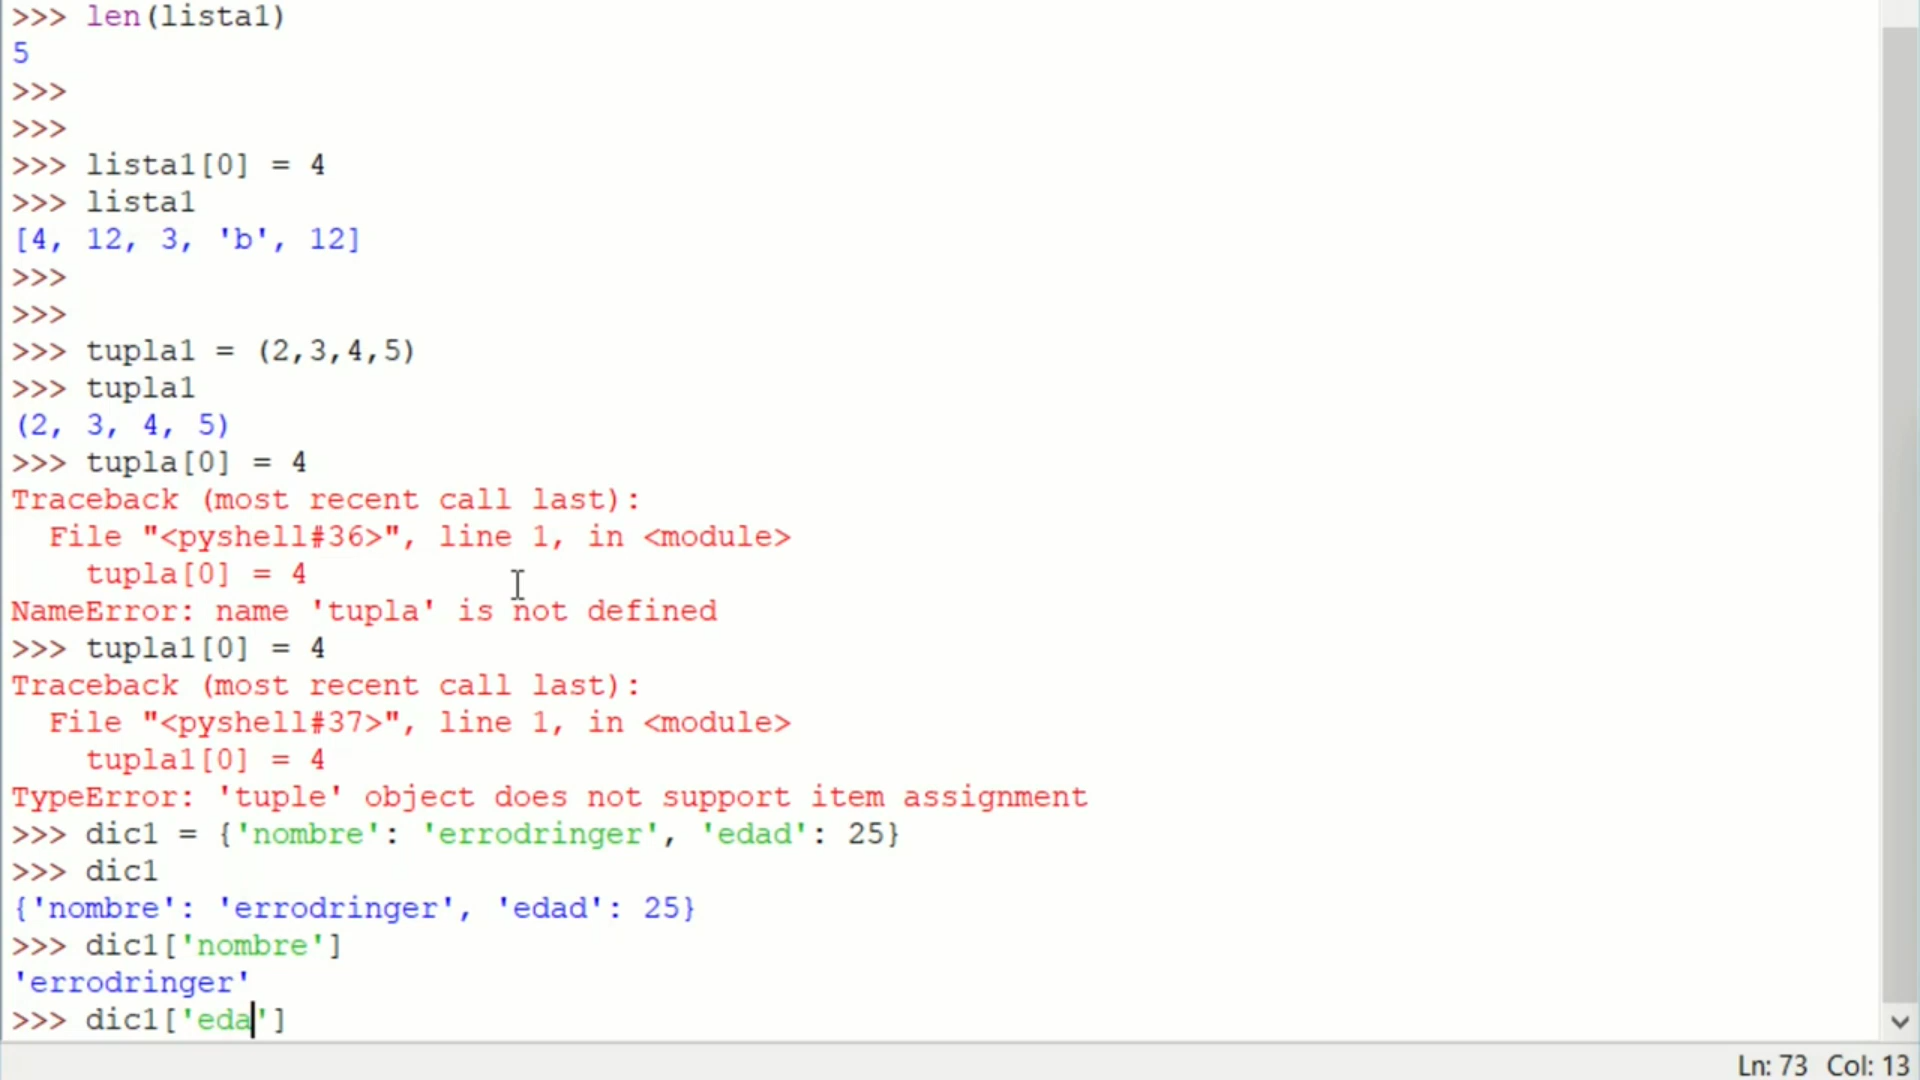 >>> len(lista1)
5
>>>
>>>
>>> lista1[0] = 4
>>> lista1
[4, 12, 3, 'b', 12]
>>>
>>>
>>> tupla1 = (2,3,4,5)
>>> tupla1
(2, 3, 4, 5)
>>> tupla[0] = 4
Traceback (most recent call last):
  File "<pyshell#36>", line 1, in <module>
    tupla[0] = 4
NameError: name 'tupla' is not defined
>>> tupla1[0] = 4
Traceback (most recent call last):
  File "<pyshell#37>", line 1, in <module>
    tupla1[0] = 4
TypeError: 'tuple' object does not support item assignment
>>> dic1 = {'nombre': 'errodringer', 'edad': 25}
>>> dic1
{'nombre': 'errodringer', 'edad': 25}
>>> dic1['nombre']
'errodringer'
>>> dic1['eda']
Ln: 73 Col: 13